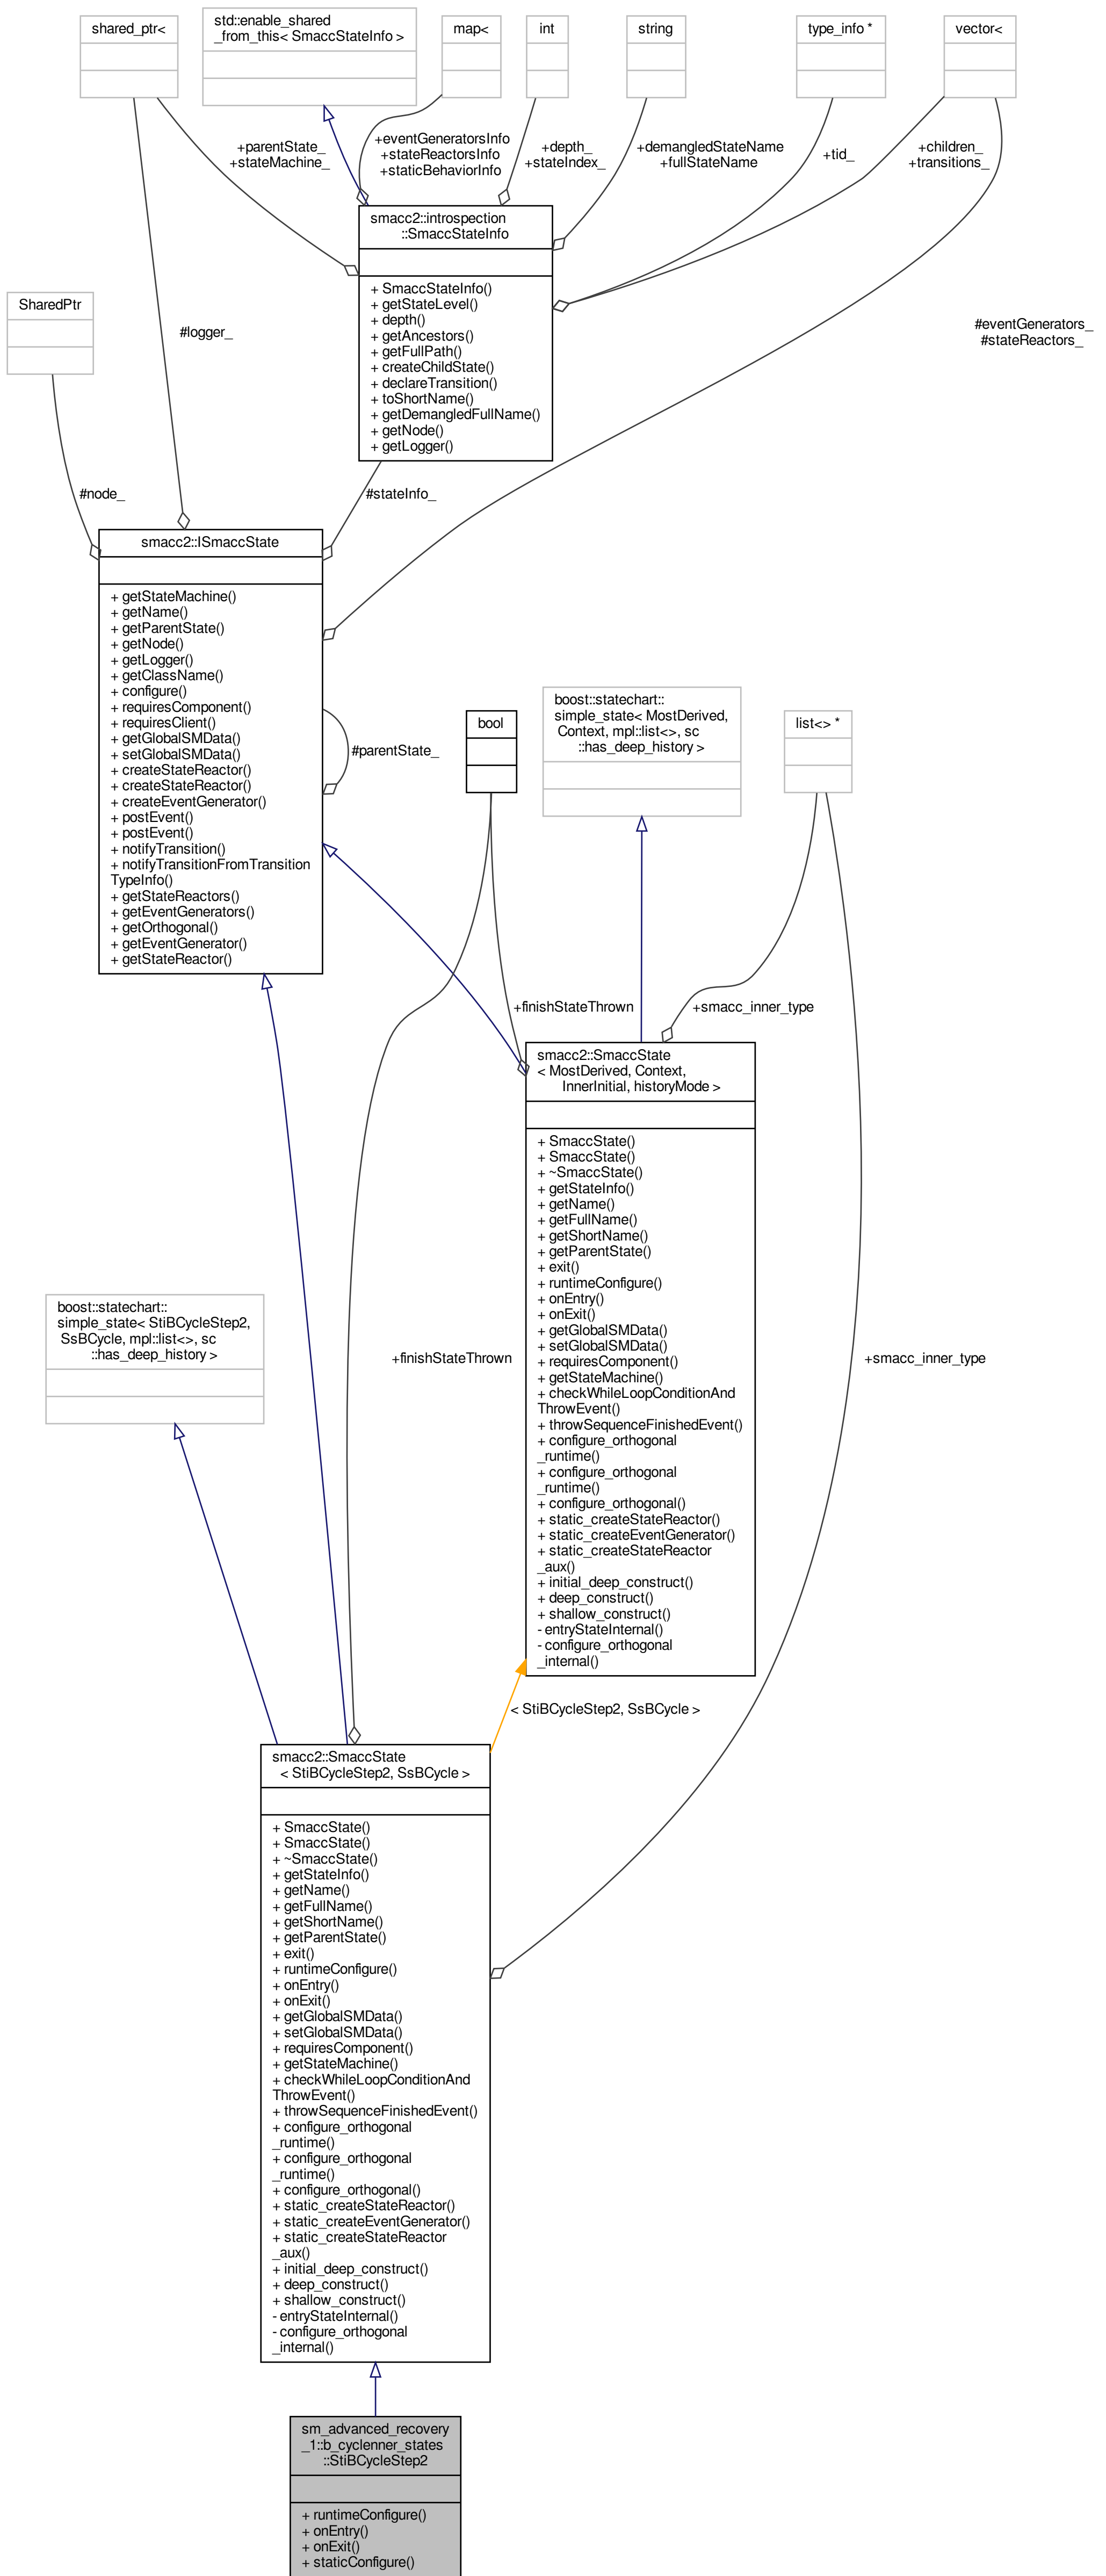 shared_ptr<
std::enable_shared
_from_this< SmaccStateInfo >
map<
int
string
type_info *
vector<
+parentState_
+stateMachine_
+eventGeneratorsInfo
+stateReactorsInfo
+staticBehaviorInfo
+depth_
+stateIndex_
+demangledStateName
+fullStateName
+tid_
+children_
+transitions_
smacc2::introspection
::SmaccStateInfo
+ SmaccStateInfo()
+ getStateLevel()
+ depth()
+ getAncestors()
+ getFullPath()
+ createChildState()
+ declareTransition()
+ toShortName()
+ getDemangledFullName()
+ getNode()
+ getLogger()
SharedPtr
#logger_
#eventGenerators_
#stateReactors_
#node_
#stateInfo_
smacc2::ISmaccState
+ getStateMachine()
+ getName()
+ getParentState()
+ getNode()
+ getLogger()
+ getClassName()
+ configure()
+ requiresComponent()
+ requiresClient()
+ getGlobalSMData()
+ setGlobalSMData()
+ createStateReactor()
+ createStateReactor()
+ createEventGenerator()
+ postEvent()
+ postEvent()
+ notifyTransition()
+ notifyTransitionFromTransition
TypeInfo()
+ getStateReactors()
+ getEventGenerators()
+ getOrthogonal()
+ getEventGenerator()
+ getStateReactor()
#parentState_
bool
boost::statechart::
simple_state< MostDerived,
Context, mpl::list<>, sc
::has_deep_history >
list<> *
+finishStateThrown
+smacc_inner_type
smacc2::SmaccState
< MostDerived, Context,
InnerInitial, historyMode >
+ SmaccState()
+ SmaccState()
+ ~SmaccState()
+ getStateInfo()
+ getName()
+ getFullName()
+ getShortName()
+ getParentState()
+ exit()
+ runtimeConfigure()
+ onEntry()
+ onExit()
+ getGlobalSMData()
+ setGlobalSMData()
+ requiresComponent()
+ getStateMachine()
+ checkWhileLoopConditionAnd
ThrowEvent()
+ throwSequenceFinishedEvent()
+ configure_orthogonal
_runtime()
+ configure_orthogonal
_runtime()
+ configure_orthogonal()
+ static_createStateReactor()
+ static_createEventGenerator()
+ static_createStateReactor
_aux()
+ initial_deep_construct()
+ deep_construct()
+ shallow_construct()
- entryStateInternal()
- configure_orthogonal
_internal()
boost::statechart::
simple_state< StiBCycleStep2,
SsBCycle, mpl::list<>, sc
::has_deep_history >
+finishStateThrown
+smacc_inner_type
< StiBCycleStep2, SsBCycle >
smacc2::SmaccState
< StiBCycleStep2, SsBCycle >
+ SmaccState()
+ SmaccState()
+ ~SmaccState()
+ getStateInfo()
+ getName()
+ getFullName()
+ getShortName()
+ getParentState()
+ exit()
+ runtimeConfigure()
+ onEntry()
+ onExit()
+ getGlobalSMData()
+ setGlobalSMData()
+ requiresComponent()
+ getStateMachine()
+ checkWhileLoopConditionAnd
ThrowEvent()
+ throwSequenceFinishedEvent()
+ configure_orthogonal
_runtime()
+ configure_orthogonal
_runtime()
+ configure_orthogonal()
+ static_createStateReactor()
+ static_createEventGenerator()
+ static_createStateReactor
_aux()
+ initial_deep_construct()
+ deep_construct()
+ shallow_construct()
- entryStateInternal()
- configure_orthogonal
_internal()
sm_advanced_recovery
_1::b_cyclenner_states
::StiBCycleStep2
+ runtimeConfigure()
+ onEntry()
+ onExit()
+ staticConfigure()